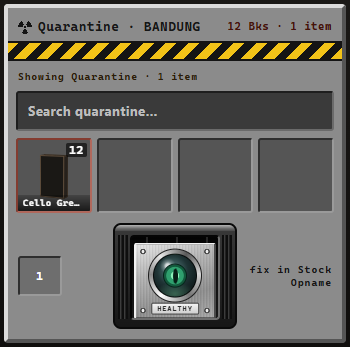 Quarantine · BANDUNG
12 Bks · 1 item
Showing Quarantine · 1 item
Search quarantine…
12
Cello Gre…
1
HEALTHY
fix in Stock
Opname